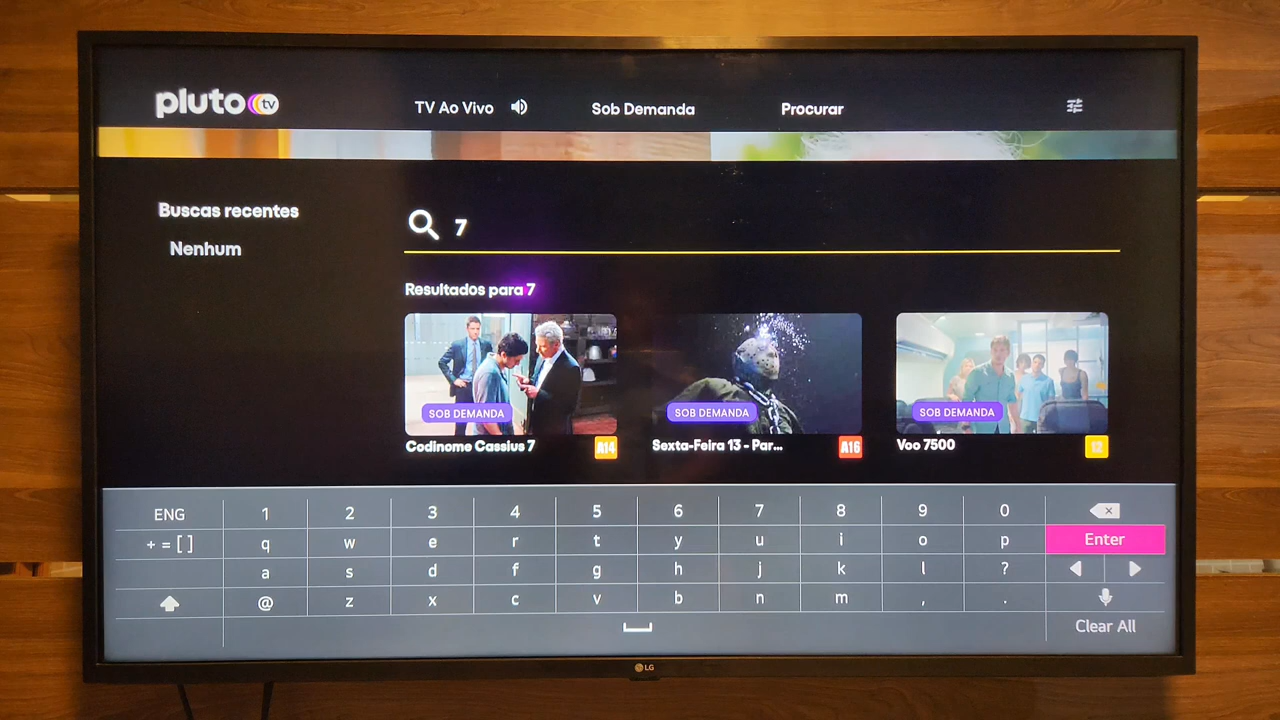 pluto tv
TV Ao Vivo Sob Demanda Procurar
Buscas recentes
Nenhum
7
Resultados para 7
SOB DEMANDA SOB DEMANDA SOB DEMANDA
Codinome Cassius 7 A14 Sexta-Feira 13 - Par... A16 Voo 7500 12
ENG 1 2 3 4 5 6 7 8 9 0
+ = [ ] q w e r t y u i o p Enter
a s d f g h j k l ?
@ z x c v b n m , .
Clear All
LG